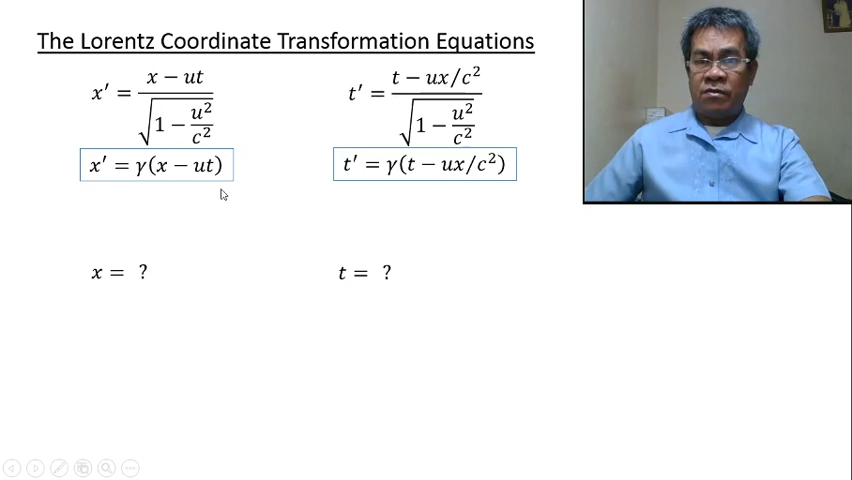 The Lorentz Coordinate Transformation Equations
x′ = (x − ut) / √(1 − u²/c²)
t′ = (t − ux/c²) / √(1 − u²/c²)
x′ = γ(x − ut)
t′ = γ(t − ux/c²)
x = ?
t = ?